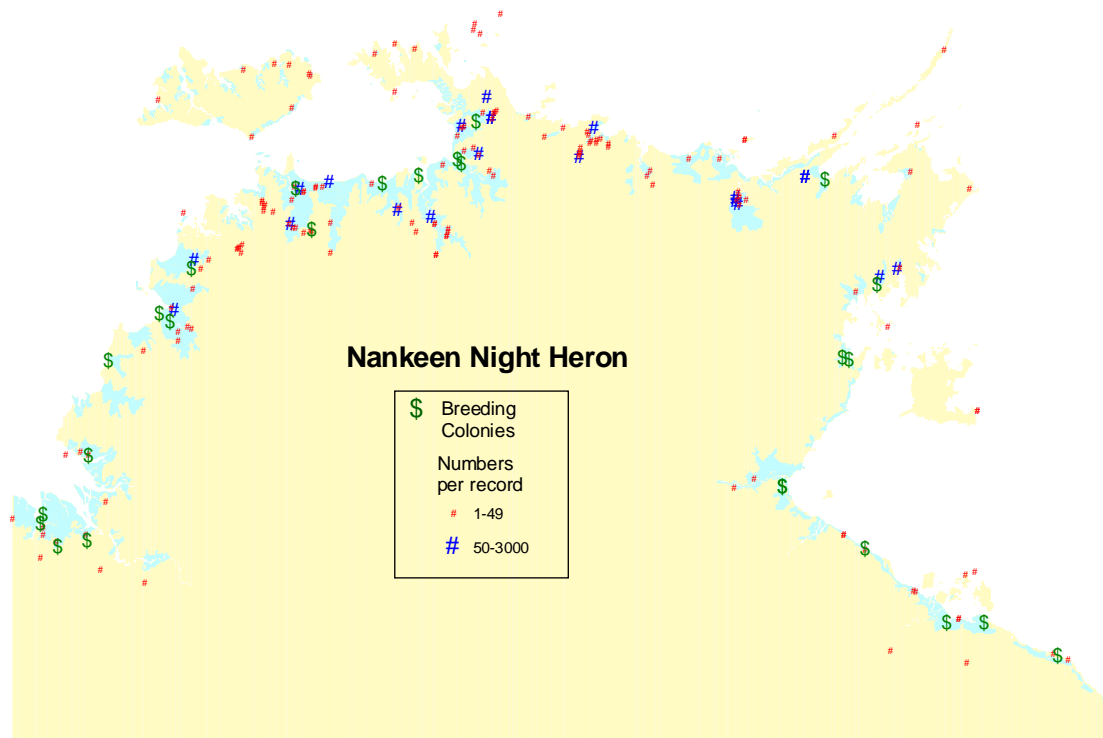 Nankeen Night Heron
$ Breeding
Colonies
Numbers
per record
# 1-49
# 50-3000